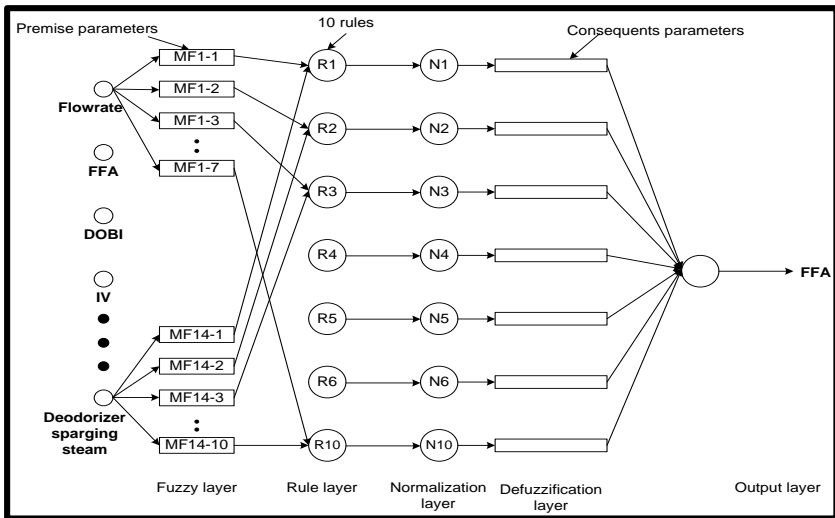 Premise parameters
10 rules
Consequents parameters
MF1-1
MF1-2
MF1-3
MF1-7
Flowrate
FFA
DOBI
IV
Deodorizer
sparging
steam
MF14-1
MF14-2
MF14-3
MF14-10
R1
R2
R3
R4
R5
R6
R10
N1
N2
N3
N4
N5
N6
N10
FFA
Fuzzy layer
Rule layer
Normalization
layer
Defuzzification
layer
Output layer